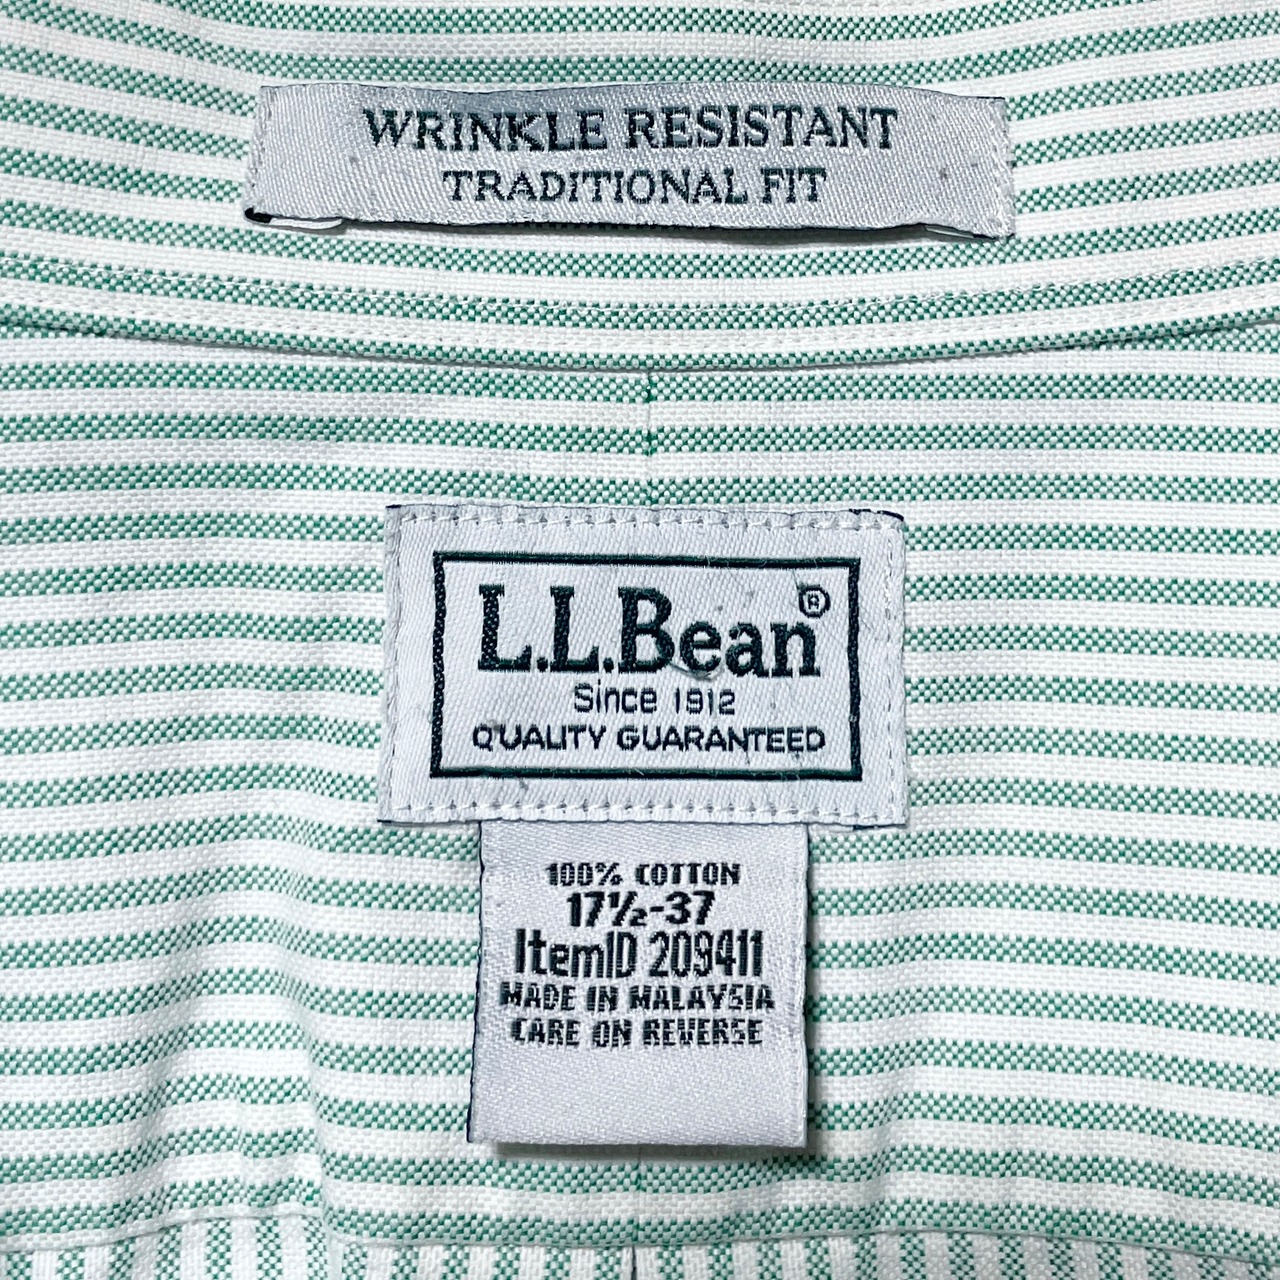 WRINKLE RESISTANT
TRADITIONAL FIT
L.L.Bean®
Since 1912
QUALITY GUARANTEED
100% COTTON
17½-37
ItemID 209411
MADE IN MALAYSIA
CARE ON REVERSE